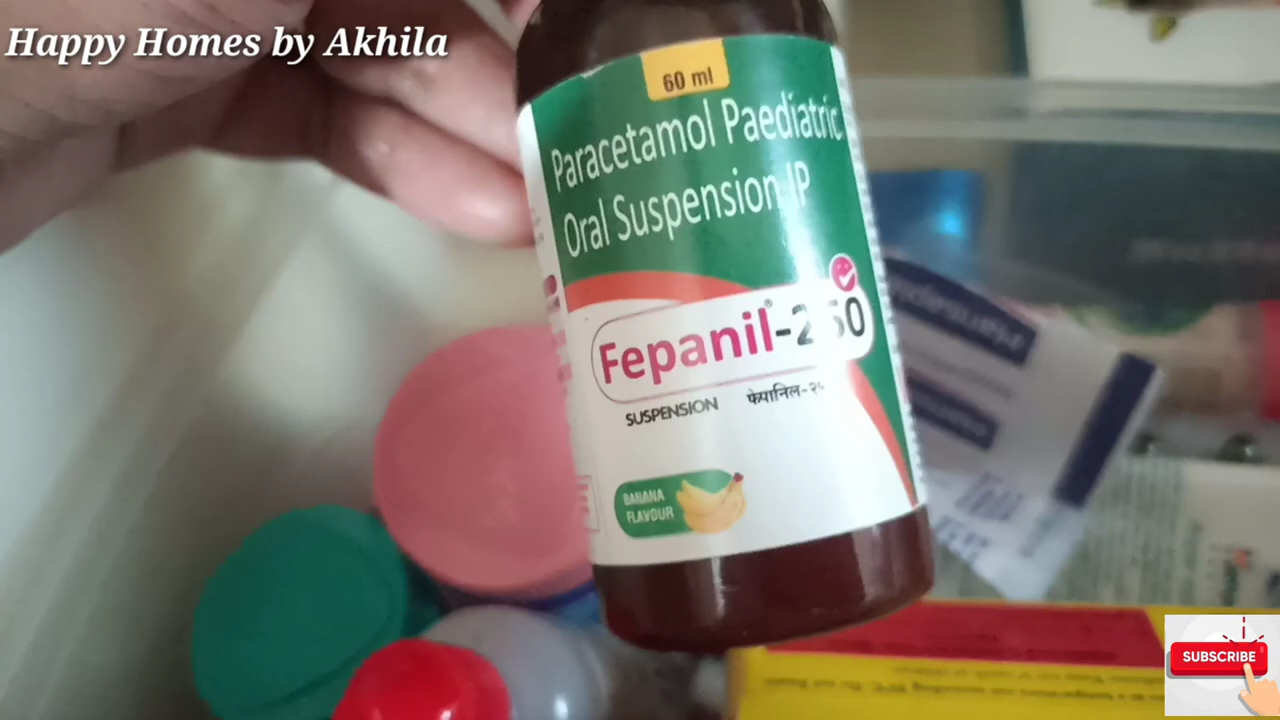 Happy Homes by Akhila
60 ml
Paracetamol Paediatric
Oral Suspension IP
Fepanil®-250
SUSPENSION फेपानिल-२५
BANANA
FLAVOUR
SUBSCRIBE